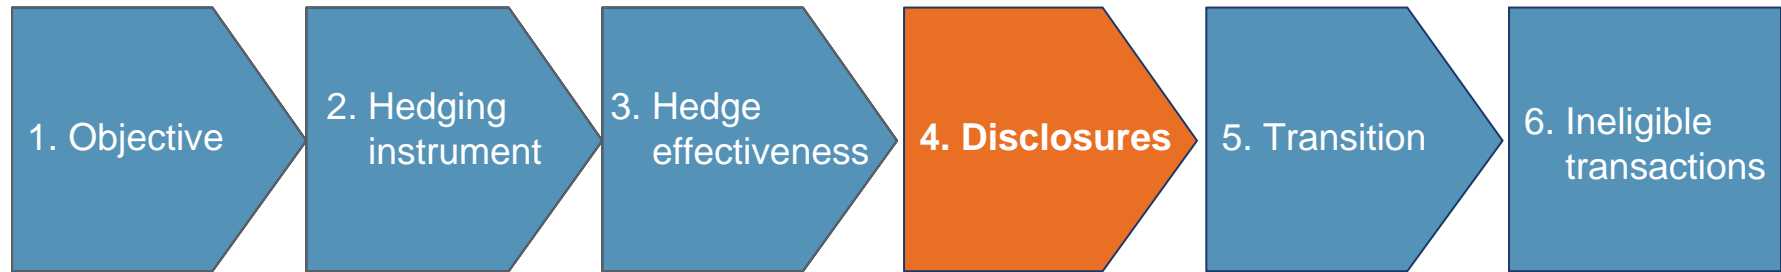 1. Objective
2. Hedging
instrument
3. Hedge
effectiveness
4. Disclosures
5. Transition
6. Ineligible
transactions